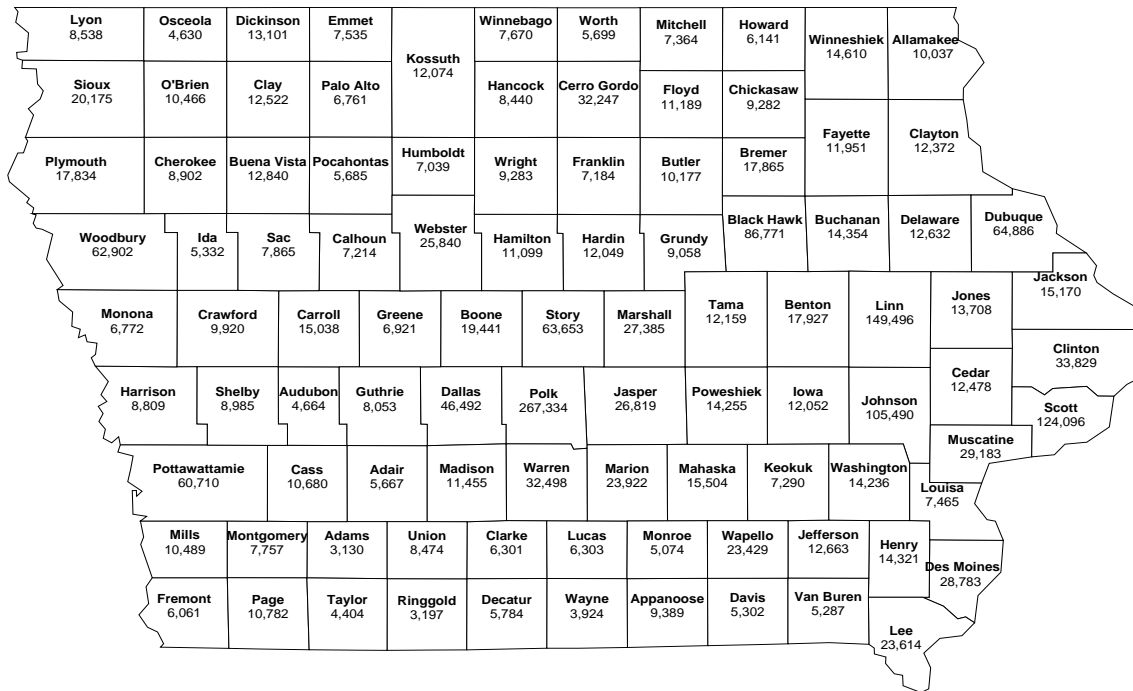 Lyon
8,538
Osceola
4,630
Dickinson
13,101
Emmet
7,535
Kossuth
12,074
Winnebago
7,670
Worth
5,699
Mitchell
7,364
Howard
6,141
Winneshiek
14,610
Allamakee
10,037
Sioux
20,175
O'Brien
10,466
Clay
12,522
Palo Alto
6,761
Hancock
8,440
Cerro Gordo
32,247
Floyd
11,189
Chickasaw
9,282
Fayette
11,951
Clayton
12,372
Plymouth
17,834
Cherokee
8,902
Buena Vista
12,840
Pocahontas
5,685
Humboldt
7,039
Wright
9,283
Franklin
7,184
Butler
10,177
Bremer
17,865
Woodbury
62,902
Ida
5,332
Sac
7,865
Calhoun
7,214
Webster
25,840
Hamilton
11,099
Hardin
12,049
Grundy
9,058
Black Hawk
86,771
Buchanan
14,354
Delaware
12,632
Dubuque
64,886
Monona
6,772
Crawford
9,920
Carroll
15,038
Greene
6,921
Boone
19,441
Story
63,653
Marshall
27,385
Tama
12,159
Benton
17,927
Linn
149,496
Jones
13,708
Jackson
15,170
Clinton
33,829
Cedar
12,478
Harrison
8,809
Shelby
8,985
Audubon
4,664
Guthrie
8,053
Dallas
46,492
Polk
267,334
Jasper
26,819
Poweshiek
14,255
Iowa
12,052
Johnson
105,490
Scott
124,096
Muscatine
29,183
Pottawattamie
60,710
Cass
10,680
Adair
5,667
Madison
11,455
Warren
32,498
Marion
23,922
Mahaska
15,504
Keokuk
7,290
Washington
14,236
Louisa
7,465
Mills
10,489
Montgomery
7,757
Adams
3,130
Union
8,474
Clarke
6,301
Lucas
6,303
Monroe
5,074
Wapello
23,429
Jefferson
12,663
Henry
14,321
Des Moines
28,783
Fremont
6,061
Page
10,782
Taylor
4,404
Ringgold
3,197
Decatur
5,784
Wayne
3,924
Appanoose
9,389
Davis
5,302
Van Buren
5,287
Lee
23,614